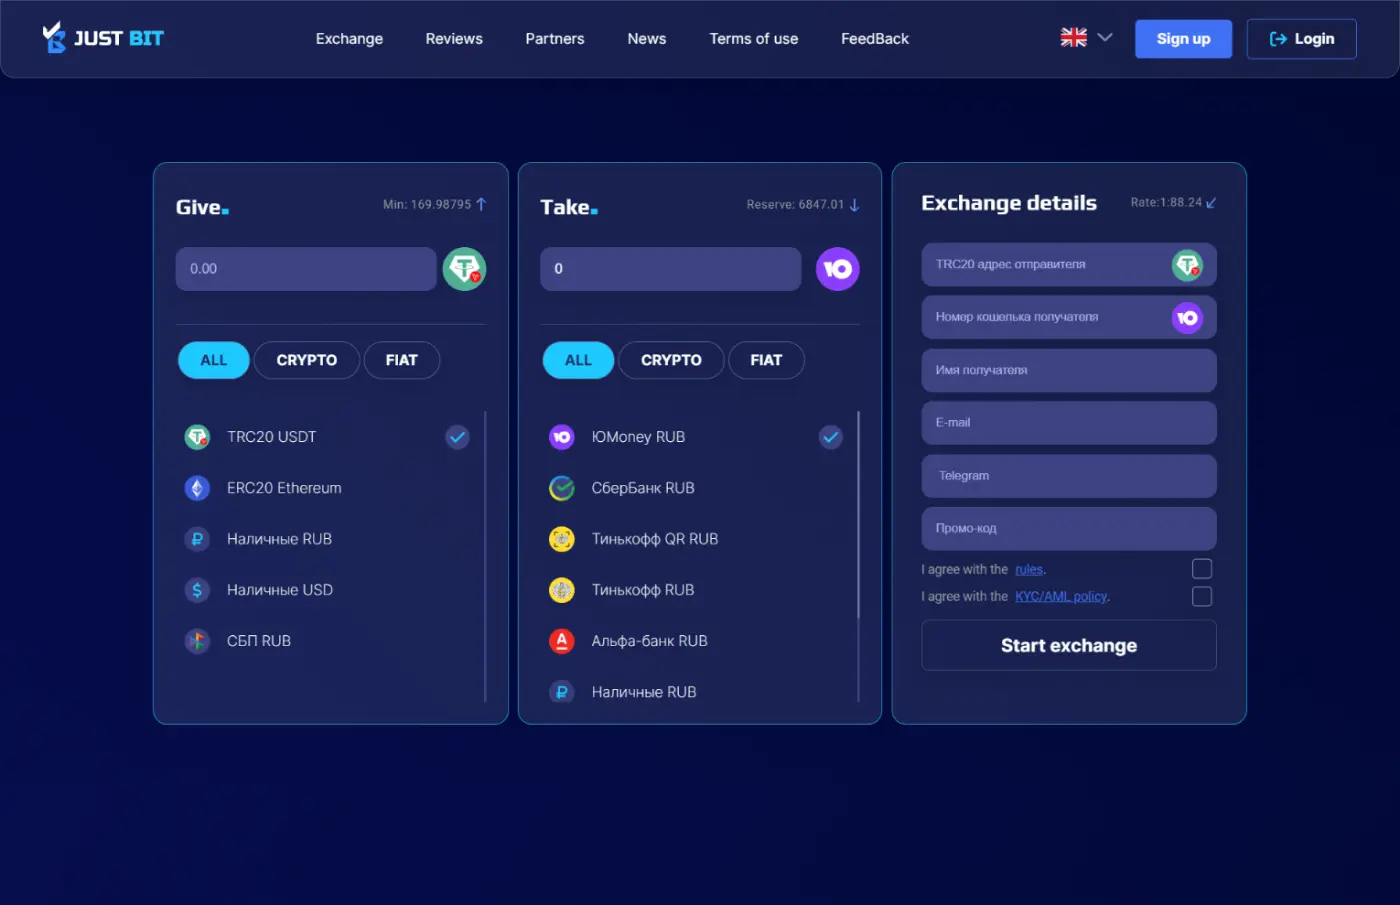 JUST BIT
Exchange
Reviews
Partners
News
Terms of use
FeedBack
Sign up
Login
Give.
Min: 169.98795
0.00
ALL
CRYPTO
FIAT
TRC20 USDT
ERC20 Ethereum
Наличные RUB
Наличные USD
СБП RUB
Take.
Reserve: 6847.01
0
ALL
CRYPTO
FIAT
ЮMoney RUB
СберБанк RUB
Тинькофф QR RUB
Тинькофф RUB
Альфа-банк RUB
Наличные RUB
Exchange details
Rate:1:88.24
TRC20 адрес отправителя
Номер кошелька получателя
Имя получателя
E-mail
Telegram
Промо-код
I agree with the rules.
I agree with the KYC/AML policy.
Start exchange